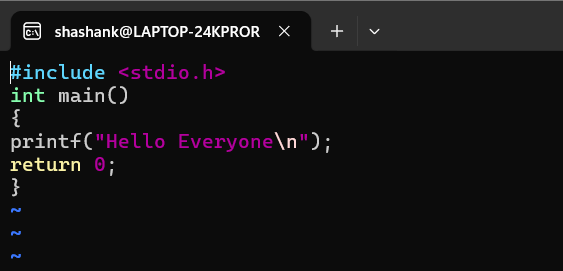 shashank@LAPTOP-24KPROR
#include <stdio.h>
int main()
{
printf("Hello Everyone\n");
return 0;
}
~
~
~